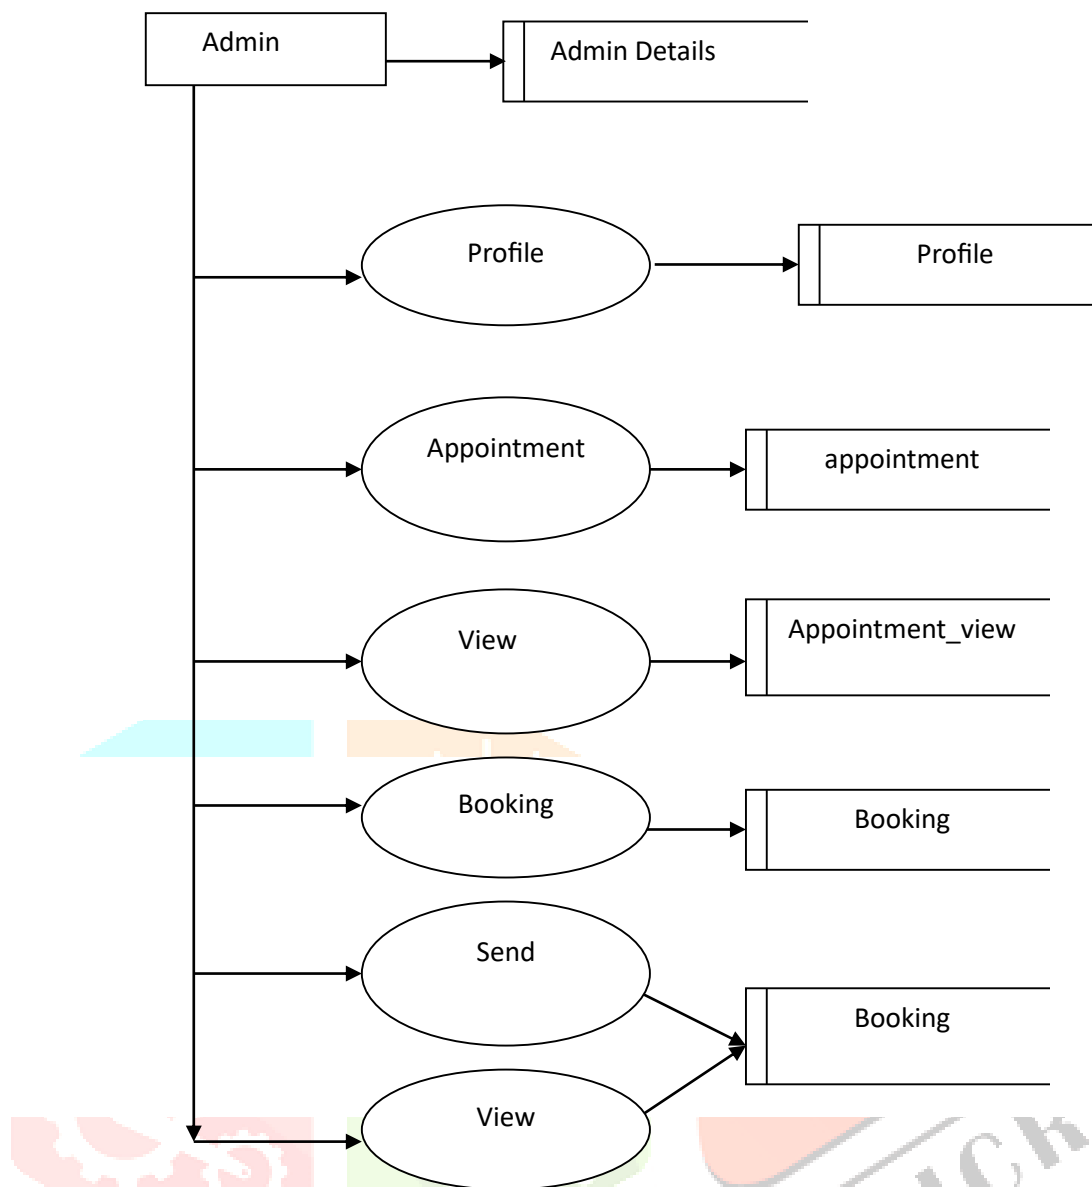 Admin
Admin Details
Profile
Profile
Appointment
appointment
View
Appointment_view
Booking
Booking
Send
Booking
View